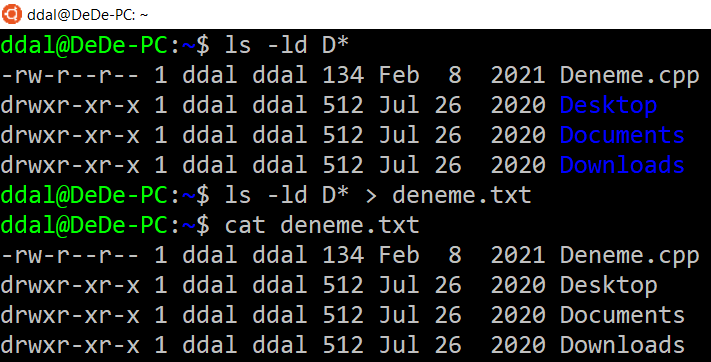 ddal@DeDe-PC: ~
ddal@DeDe-PC:~$ ls -ld D*
-rw-r--r-- 1 ddal ddal 134 Feb  8  2021 Deneme.cpp
drwxr-xr-x 1 ddal ddal 512 Jul 26  2020 Desktop
drwxr-xr-x 1 ddal ddal 512 Jul 26  2020 Documents
drwxr-xr-x 1 ddal ddal 512 Jul 26  2020 Downloads
ddal@DeDe-PC:~$ ls -ld D* > deneme.txt
ddal@DeDe-PC:~$ cat deneme.txt
-rw-r--r-- 1 ddal ddal 134 Feb  8  2021 Deneme.cpp
drwxr-xr-x 1 ddal ddal 512 Jul 26  2020 Desktop
drwxr-xr-x 1 ddal ddal 512 Jul 26  2020 Documents
drwxr-xr-x 1 ddal ddal 512 Jul 26  2020 Downloads